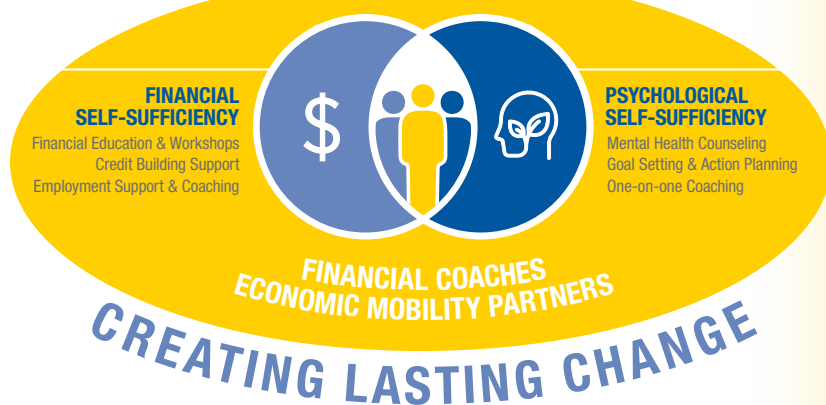 FINANCIAL
SELF-SUFFICIENCY
Financial Education & Workshops
Credit Building Support
Employment Support & Coaching
$
PSYCHOLOGICAL
SELF-SUFFICIENCY
Mental Health Counseling
Goal Setting & Action Planning
One-on-one Coaching
FINANCIAL COACHES
ECONOMIC MOBILITY PARTNERS
CREATING LASTING CHANGE